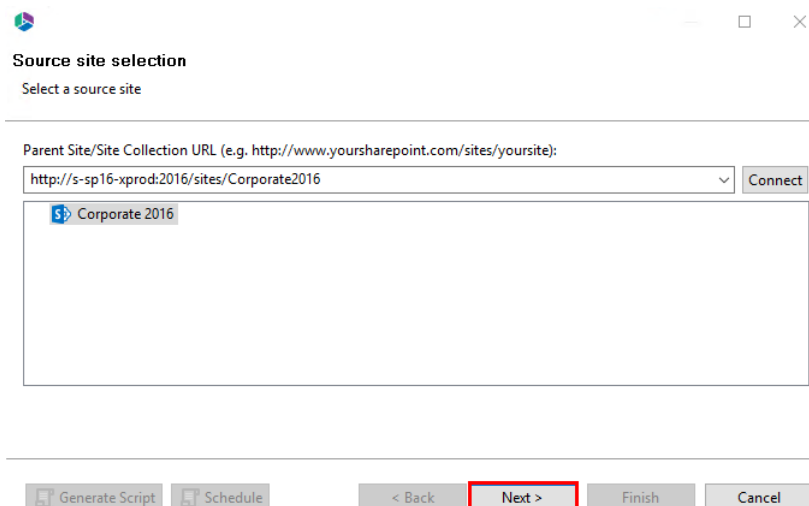 Source site selection
Select a source site
Parent Site/Site Collection URL (e.g. http://www.yoursharepoint.com/sites/yoursite):
http://s-sp16-xprod:2016/sites/Corporate2016 Connect
S Corporate 2016
Generate Script Schedule < Back Next > Finish Cancel